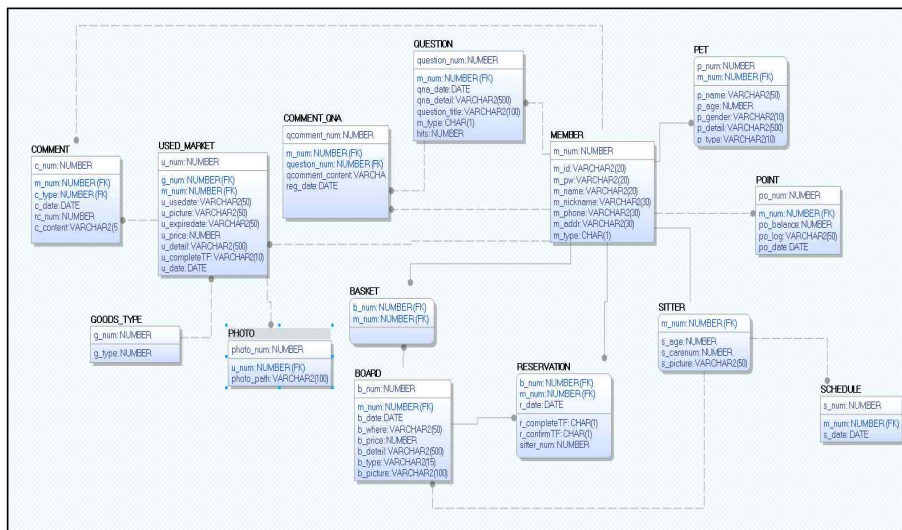 QUESTION
question_num: NUMBER
m_num: NUMBER(FK)
qna_date: DATE
qna_detail: VARCHAR2(500)
question_title: VARCHAR2(100)
m_type: CHAR(1)
hits: NUMBER
PET
p_num: NUMBER
m_num: NUMBER(FK)
p_name: VARCHAR2(50)
p_age: NUMBER
p_gender: VARCHAR2(10)
p_detail: VARCHAR2(500)
p_type: VARCHAR2(10)
COMMENT_QNA
qcomment_num: NUMBER
m_num: NUMBER(FK)
question_num: NUMBER(FK)
qcomment_content: VARCHA
reg_date: DATE
MEMBER
m_num: NUMBER
m_id: VARCHAR2(20)
m_pw: VARCHAR2(20)
m_name: VARCHAR2(20)
m_nickname: VARCHAR2(30)
m_phone: VARCHAR2(30)
m_addr: VARCHAR2(30)
m_type: CHAR(1)
COMMENT
c_num: NUMBER
m_num: NUMBER(FK)
c_type: NUMBER(FK)
c_date: DATE
rc_num: NUMBER
c_content: VARCHAR2(5
USED_MARKET
u_num: NUMBER
g_num: NUMBER(FK)
m_num: NUMBER(FK)
u_usedate: VARCHAR2(50)
u_picture: VARCHAR2(50)
u_expiredate: VARCHAR2(50)
u_price: NUMBER
u_detail: VARCHAR2(500)
u_completeTF: VARCHAR2(10)
u_date: DATE
POINT
po_num: NUMBER
m_num: NUMBER(FK)
po_balance: NUMBER
po_log: VARCHAR2(50)
po_date: DATE
BASKET
b_num: NUMBER(FK)
m_num: NUMBER(FK)
SITTER
m_num: NUMBER(FK)
s_age: NUMBER
s_carenum: NUMBER
s_picture: VARCHAR2(50)
GOODS_TYPE
g_num: NUMBER
g_type: NUMBER
PHOTO
photo_num: NUMBER
u_num: NUMBER(FK)
photo_path: VARCHAR2(100)
BOARD
b_num: NUMBER
m_num: NUMBER(FK)
b_date: DATE
b_where: VARCHAR2(50)
b_price: NUMBER
b_detail: VARCHAR2(500)
b_type: VARCHAR2(15)
b_picture: VARCHAR2(100)
RESERVATION
b_num: NUMBER(FK)
m_num: NUMBER(FK)
r_date: DATE
r_completeTF: CHAR(1)
r_confirmTF: CHAR(1)
sitter_num: NUMBER
SCHEDULE
s_num: NUMBER
m_num: NUMBER(FK)
s_date: DATE